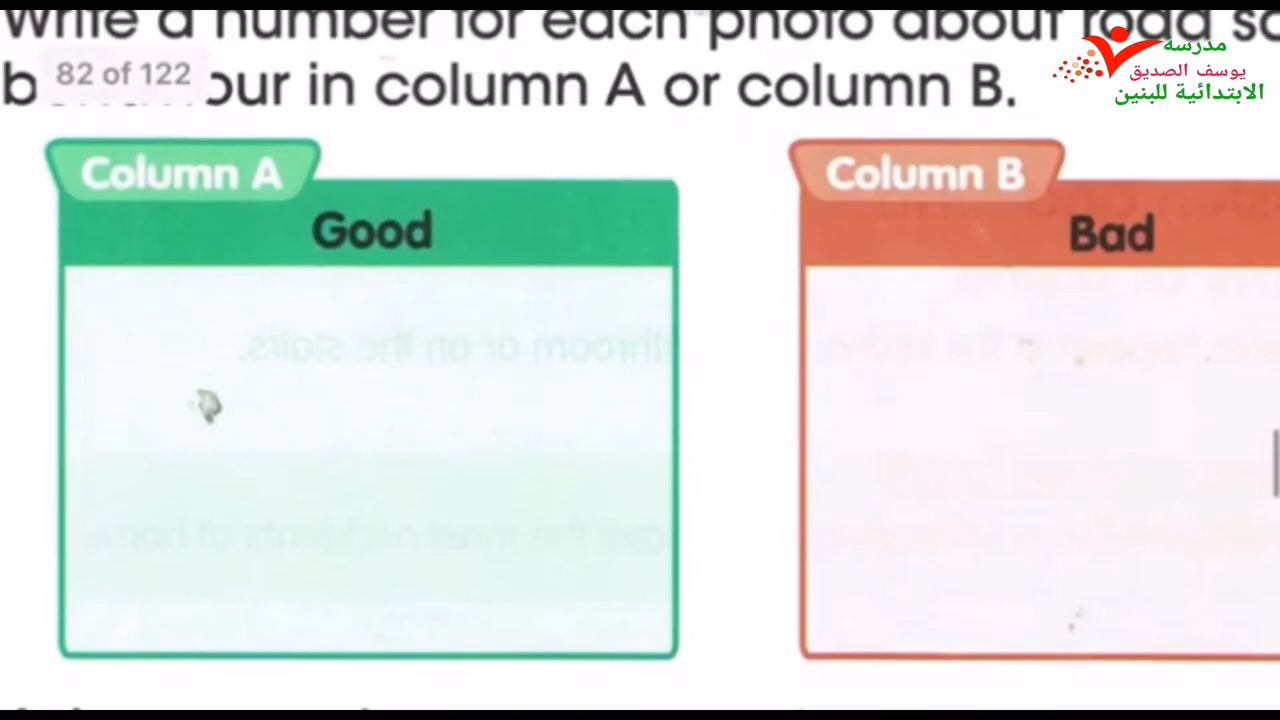 Write a number for each photo about road
82 of 122
our in column A or column B.
مدرسة
يوسف الصديق
الابتدائية للبنين
Column A
Column B
Good
Bad